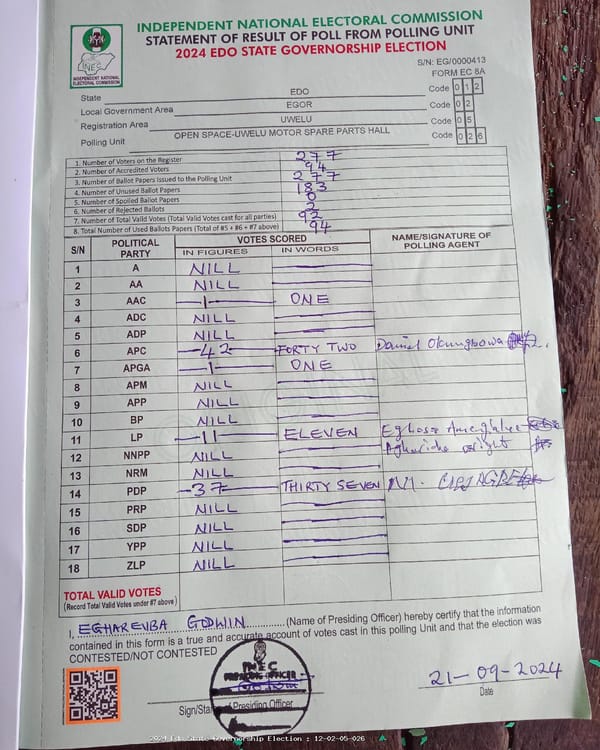 INDEPENDENT NATIONAL ELECTORAL COMMISSION
STATEMENT OF RESULT OF POLL FROM POLLING UNIT
2024 EDO STATE GOVERNORSHIP ELECTION
INEC
INDEPENDENT NATIONAL ELECTORAL COMMISSION
S/N: EG/0000413
FORM EC 8A
State EDO Code 0 1 2
Local Government Area EGOR Code 0 2
Registration Area UWELU Code 0 5
Polling Unit OPEN SPACE-UWELU MOTOR SPARE PARTS HALL Code 0 2 6
1. Number of Voters on the Register 277
2. Number of Accredited Voters 94
3. Number of Ballot Papers Issued to the Polling Unit 277
4. Number of Unused Ballot Papers 183
5. Number of Spoiled Ballot Papers 0
6. Number of Rejected Ballots 2
7. Number of Total Valid Votes (Total Valid Votes cast for all parties) 92
8. Total Number of Used Ballots Papers (Total of #5 + #6 + #7 above) 94
S/N POLITICAL PARTY VOTES SCORED NAME/SIGNATURE OF POLLING AGENT
IN FIGURES IN WORDS
1 A NILL
2 AA NILL
3 AAC -1- ONE
4 ADC NILL
5 ADP NILL
6 APC -42- FORTY TWO Daniel Okungbowa
7 APGA -1- ONE
8 APM NILL
9 APP NILL
10 BP NILL
11 LP -11- ELEVEN Eghosa
12 NNPP NILL
13 NRM NILL
14 PDP -37- THIRTY SEVEN
15 PRP NILL
16 SDP NILL
17 YPP NILL
18 ZLP NILL
TOTAL VALID VOTES
(Record Total Valid Votes under #7 above)
I, EGHAREVBA GODWIN (Name of Presiding Officer) hereby certify that the information
contained in this form is a true and accurate account of votes cast in this polling Unit and that the election was
CONTESTED/NOT CONTESTED
INEC
PRESIDING OFFICER
21-09-2024
Sign/Stamp of Presiding Officer
Date
2024 Edo State Governorship Election : 12-02-05-026